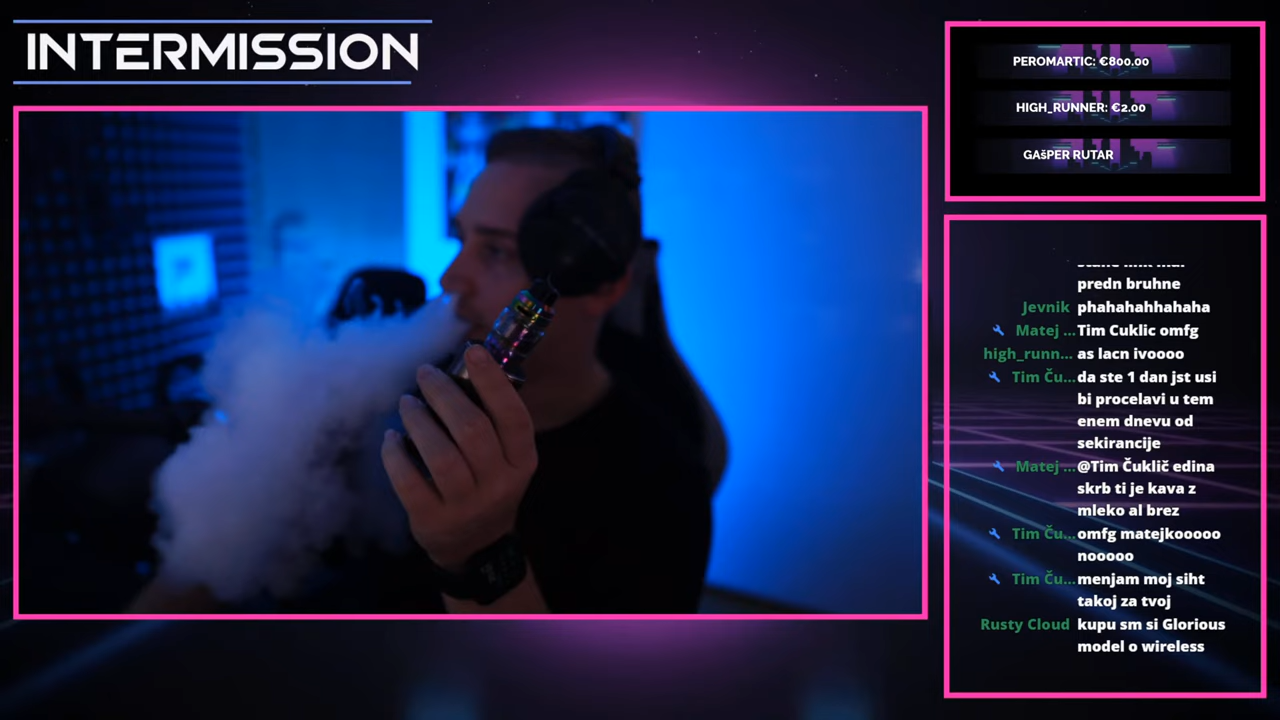 INTERMISSION
PEROMARTIC: €800.00
HIGH_RUNNER: €2.00
GAŠPER RUTAR
predn bruhne
Jevnik phahahahhahaha
Matej ... Tim Cuklic omfg
high_runn... as lacn ivoooo
Tim Ču... da ste 1 dan jst usi
bi procelavi u tem
enem dnevu od
sekirancije
Matej ... @Tim Čuklič edina
skrb ti je kava z
mleko al brez
Tim Ču... omfg matejkooooo
nooooo
Tim Ču... menjam moj siht
takoj za tvoj
Rusty Cloud kupu sm si Glorious
model o wireless